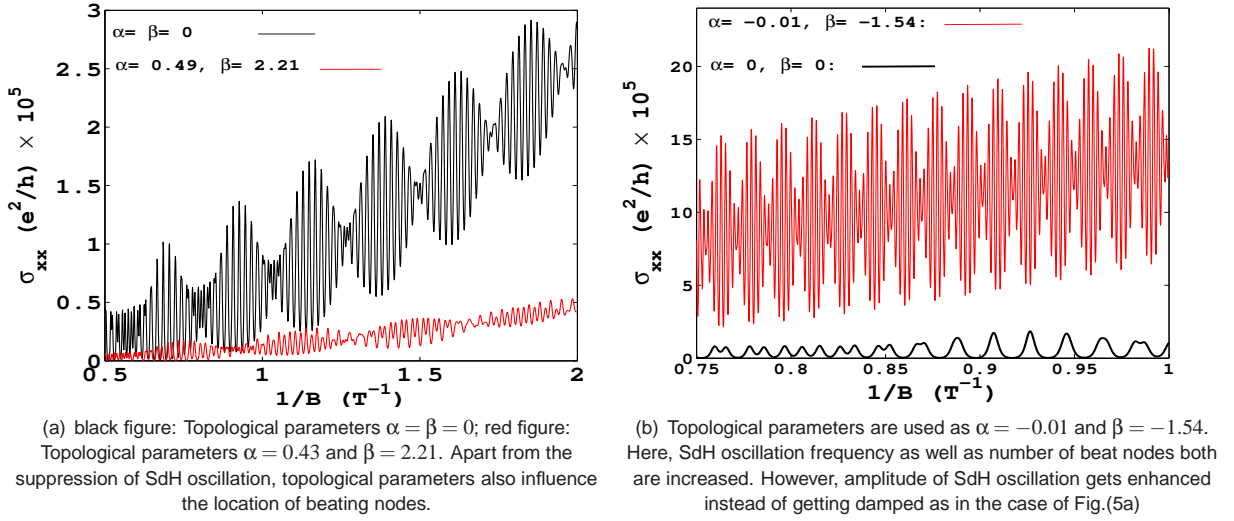 α= β= 0
α= 0.49, β= 2.21
σxx (e²/h) × 10⁵
3
2.5
2
1.5
1
0.5
0
0.5
1
1.5
2
1/B (T⁻¹)
(a) black figure: Topological parameters α = β = 0; red figure:
Topological parameters α = 0.43 and β = 2.21. Apart from the
suppression of SdH oscillation, topological parameters also influence
the location of beating nodes.
α= −0.01, β= −1.54:
α= 0, β= 0:
σxx (e²/h) × 10⁵
20
15
10
5
0
0.75
0.8
0.85
0.9
0.95
1
1/B (T⁻¹)
(b) Topological parameters are used as α = −0.01 and β = −1.54.
Here, SdH oscillation frequency as well as number of beat nodes both
are increased. However, amplitude of SdH oscillation gets enhanced
instead of getting damped as in the case of Fig.(5a)